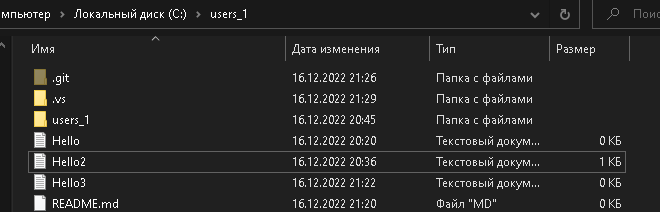 мпьютер > Локальный диск (C:) > users_1
Поиск
Имя Дата изменения Тип Размер
.git 16.12.2022 21:26 Папка с файлами
.vs 16.12.2022 21:29 Папка с файлами
users_1 16.12.2022 20:45 Папка с файлами
Hello 16.12.2022 20:20 Текстовый докум... 0 КБ
Hello2 16.12.2022 20:36 Текстовый докум... 1 КБ
Hello3 16.12.2022 21:22 Текстовый докум... 0 КБ
README.md 16.12.2022 21:20 Файл "MD" 0 КБ